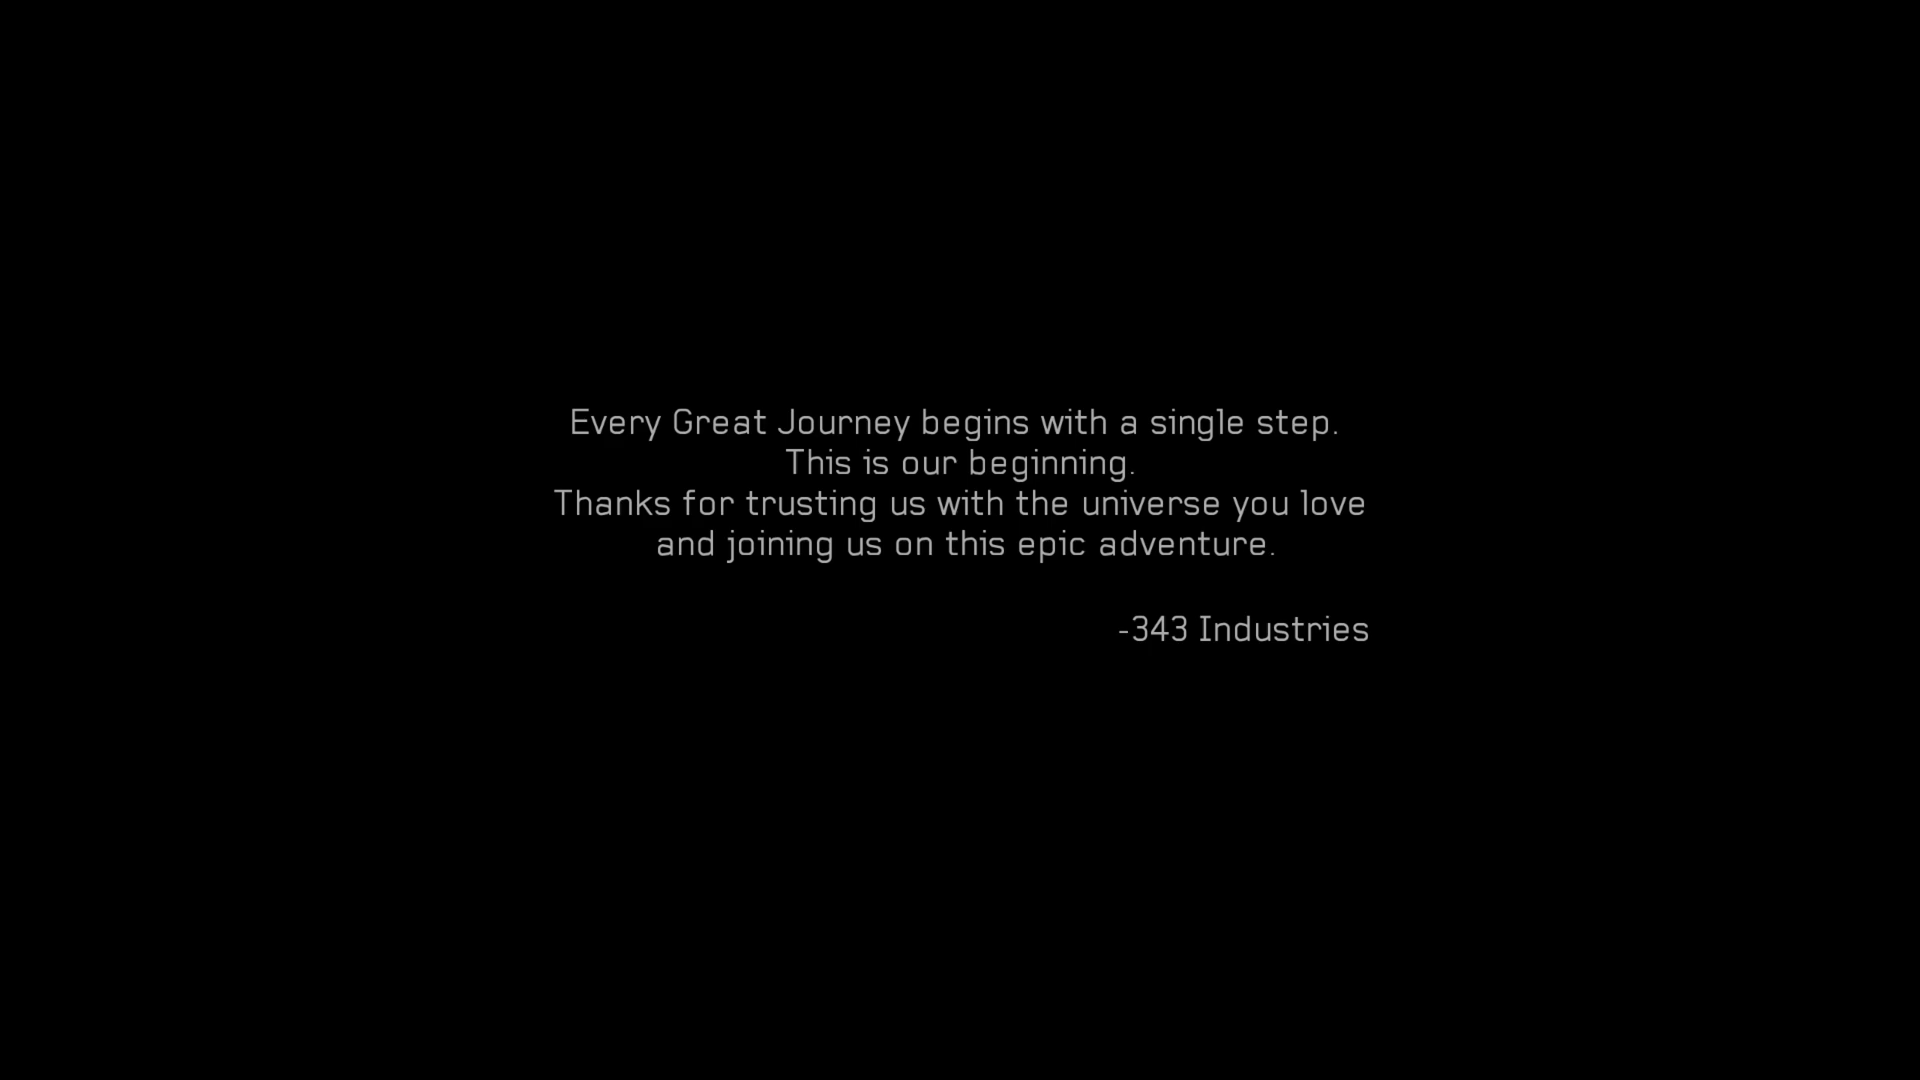 Every Great Journey begins with a single step.
This is our beginning.
Thanks for trusting us with the universe you love
and joining us on this epic adventure.
-343 Industries